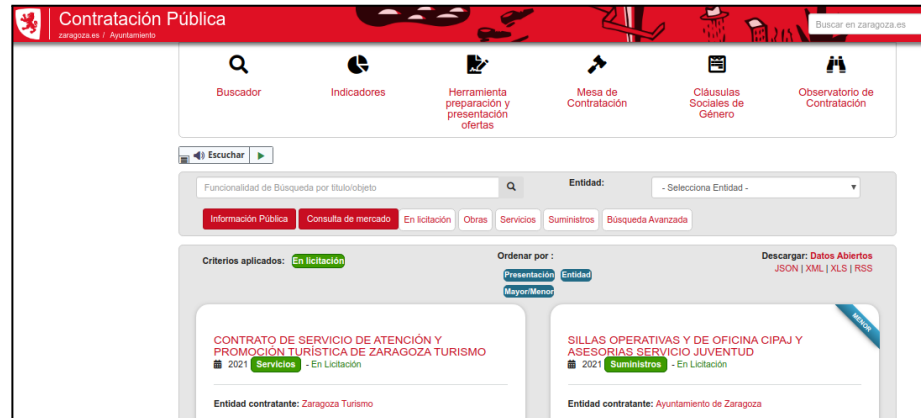 Contratación Pública
zaragoza.es / Ayuntamiento
Buscar en zaragoza.es
Buscador
Indicadores
Herramienta
preparación y
presentación
ofertas
Mesa de
Contratación
Cláusulas
Sociales de
Género
Observatorio de
Contratación
Escuchar
Funcionalidad de Búsqueda por titulo/objeto
Entidad:
- Selecciona Entidad -
Información Pública
Consulta de mercado
En licitación
Obras
Servicios
Suministros
Búsqueda Avanzada
Criterios aplicados: En licitación
Ordenar por :
Presentación Entidad
Mayor/Menor
Descargar: Datos Abiertos
JSON | XML | XLS | RSS
CONTRATO DE SERVICIO DE ATENCIÓN Y
PROMOCIÓN TURÍSTICA DE ZARAGOZA TURISMO
2021 Servicios - En Licitación
Entidad contratante: Zaragoza Turismo
MENOR
SILLAS OPERATIVAS Y DE OFICINA CIPAJ Y
ASESORIAS SERVICIO JUVENTUD
2021 Suministros - En Licitación
Entidad contratante: Ayuntamiento de Zaragoza